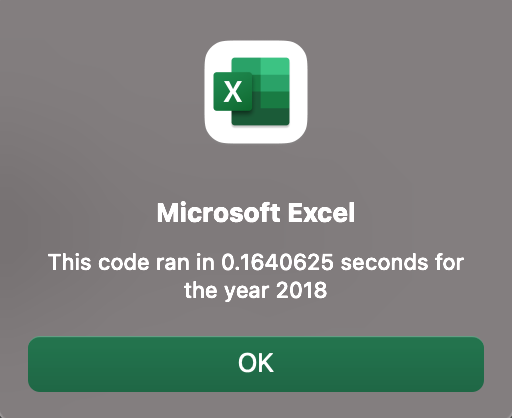 X
Microsoft Excel
This code ran in 0.1640625 seconds for
the year 2018
OK